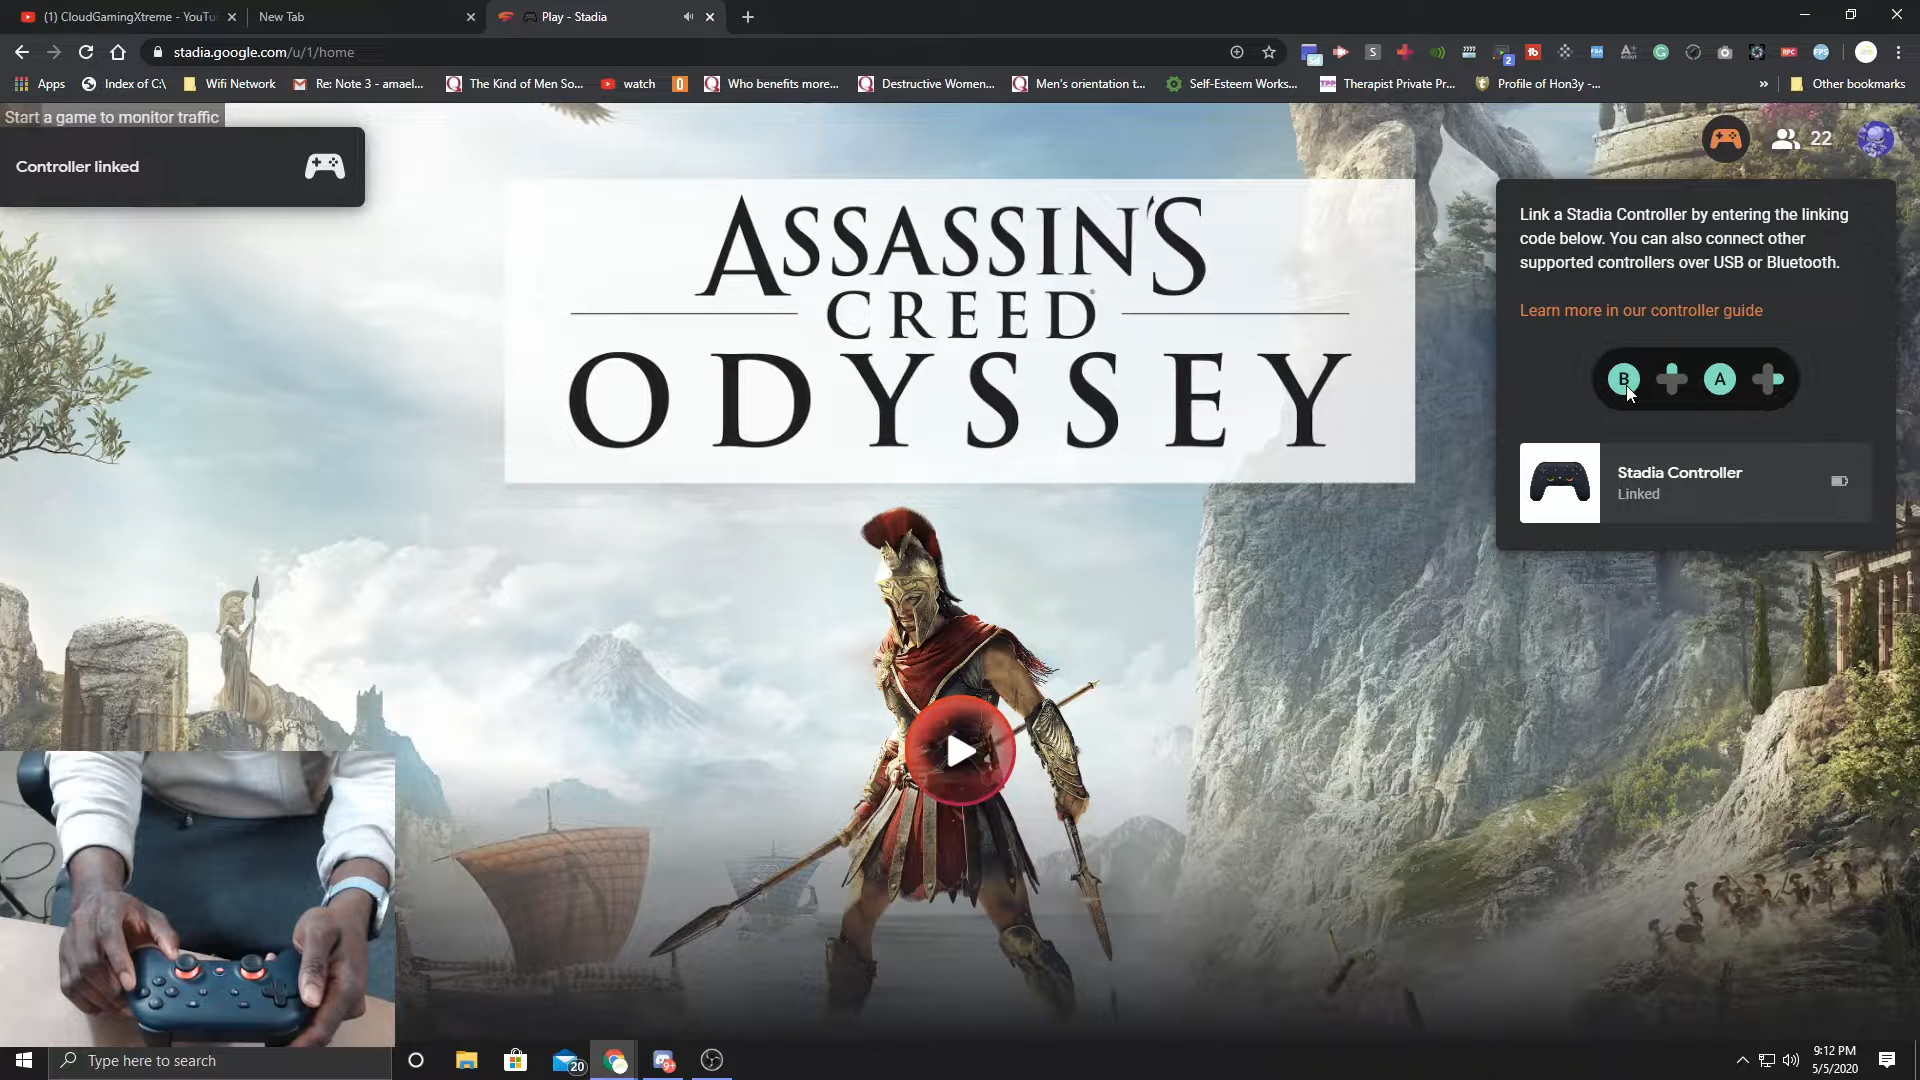 (1) CloudGamingXtreme - YouTu
New Tab
Play - Stadia
stadia.google.com/u/1/home
Apps
Index of C:\
Wifi Network
Re: Note 3 - amael...
The Kind of Men So...
watch
Who benefits more...
Destructive Women...
Men's orientation t...
Self-Esteem Works...
Therapist Private Pr...
Profile of Hon3y -...
»
Other bookmarks
Start a game to monitor traffic
Controller linked
22
ASSASSIN'S
CREED
ODYSSEY
Link a Stadia Controller by entering the linking
code below. You can also connect other
supported controllers over USB or Bluetooth.
Learn more in our controller guide
B A
Stadia Controller
Linked
Type here to search
20
9+
9:12 PM
5/5/2020